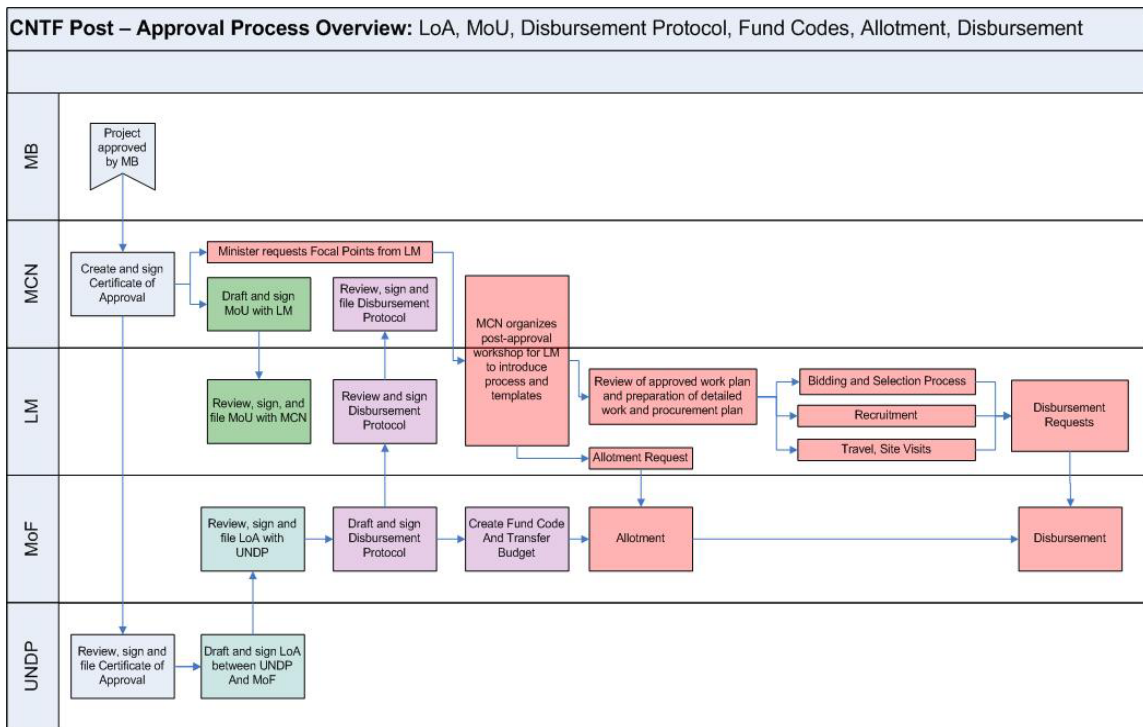 CNTF Post – Approval Process Overview: LoA, MoU, Disbursement Protocol, Fund Codes, Allotment, Disbursement
MB
Project
approved
by MB
MCN
Create and sign
Certificate of
Approval
Minister requests Focal Points from LM
Draft and sign
MoU with LM
Review, sign and
file Disbursement
Protocol
MCN organizes
post-approval
workshop for LM
to introduce
process and
templates
LM
Review, sign, and
file MoU with MCN
Review and sign
Disbursement
Protocol
Review of approved work plan
and preparation of detailed
work and procurement plan
Bidding and Selection Process
Recruitment
Travel, Site Visits
Disbursement
Requests
Allotment Request
MoF
Review, sign and
file LoA with
UNDP
Draft and sign
Disbursement
Protocol
Create Fund Code
And Transfer
Budget
Allotment
Disbursement
UNDP
Review, sign and
file Certificate of
Approval
Draft and sign LoA
between UNDP
And MoF